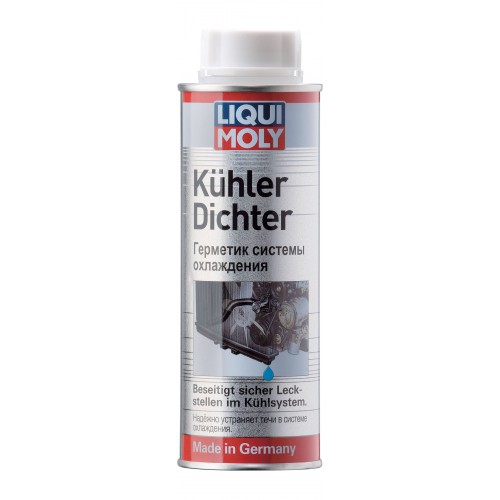 LIQUI
MOLY
Kühler
Dichter
Герметик системы
охлаждения
Beseitigt sicher Leck-
stellen im Kühlsystem.
Надёжно устраняет течи в системе
охлаждения.
Made in Germany